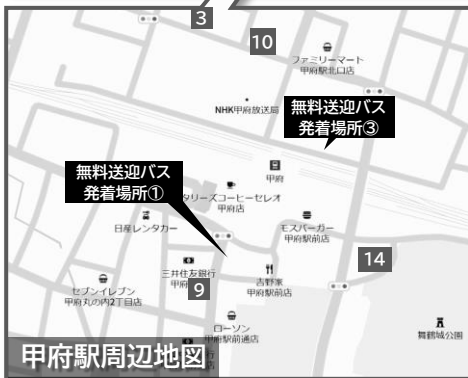 3
10
ファミリーマート
甲府駅北口店
NHK甲府放送局
無料送迎バス
発着場所③
甲府
無料送迎バス
発着場所①
タリーズコーヒーセレオ
甲府店
日産レンタカー
モスバーガー
甲府駅前店
14
三井住友銀行
甲府
9
吉野家
甲府駅前店
セブンイレブン
甲府丸の内2丁目店
ローソン
甲府駅前通店
舞鶴城公園
甲府駅周辺地図
行